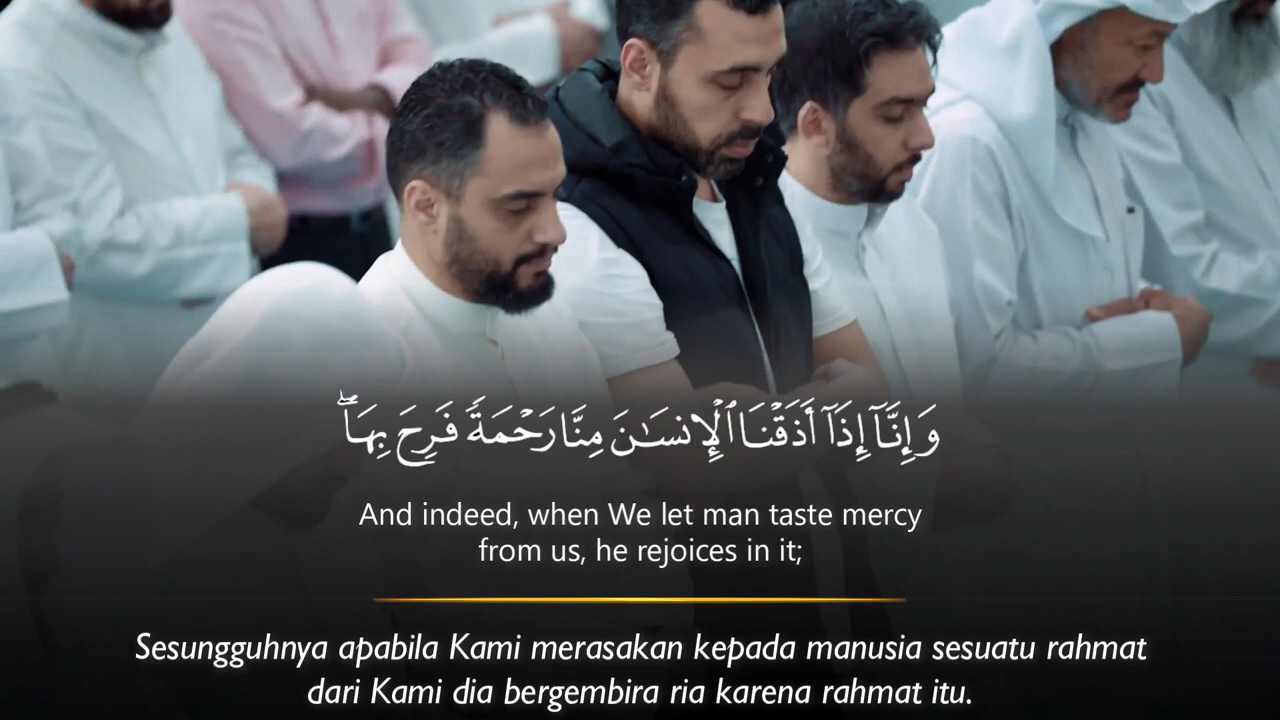 وَإِنَّآ إِذَآ أَذَقْنَا ٱلْإِنسَـٰنَ مِنَّا رَحْمَةً فَرِحَ بِهَا ۖ
And indeed, when We let man taste mercy
from us, he rejoices in it;
Sesungguhnya apabila Kami merasakan kepada manusia sesuatu rahmat
dari Kami dia bergembira ria karena rahmat itu.